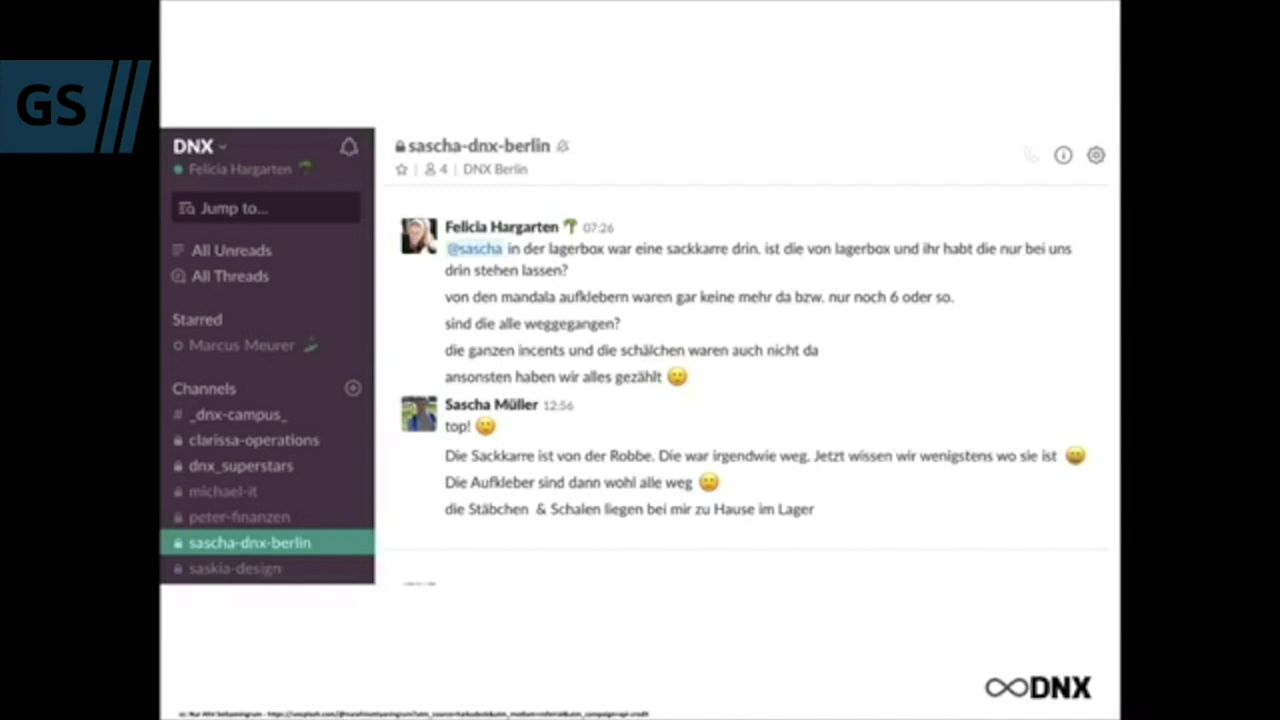 GS
DNX
Felicia Hargarten
Jump to...
All Unreads
All Threads
Starred
Marcus Meurer
Channels
# _dnx-campus_
clarissa-operations
dnx_superstars
michael-it
peter-finanzen
sascha-dnx-berlin
saskia-design
sascha-dnx-berlin
4 | DNX Berlin
Felicia Hargarten 07:26
@sascha in der lagerbox war eine sackkarre drin. ist die von lagerbox und ihr habt die nur bei uns
drin stehen lassen?
von den mandala aufklebern waren gar keine mehr da bzw. nur noch 6 oder so.
sind die alle weggegangen?
die ganzen incents und die schälchen waren auch nicht da
ansonsten haben wir alles gezählt
Sascha Müller 12:56
top!
Die Sackkarre ist von der Robbe. Die war irgendwie weg. Jetzt wissen wir wenigstens wo sie ist
Die Aufkleber sind dann wohl alle weg
die Stäbchen & Schalen liegen bei mir zu Hause im Lager
DNX